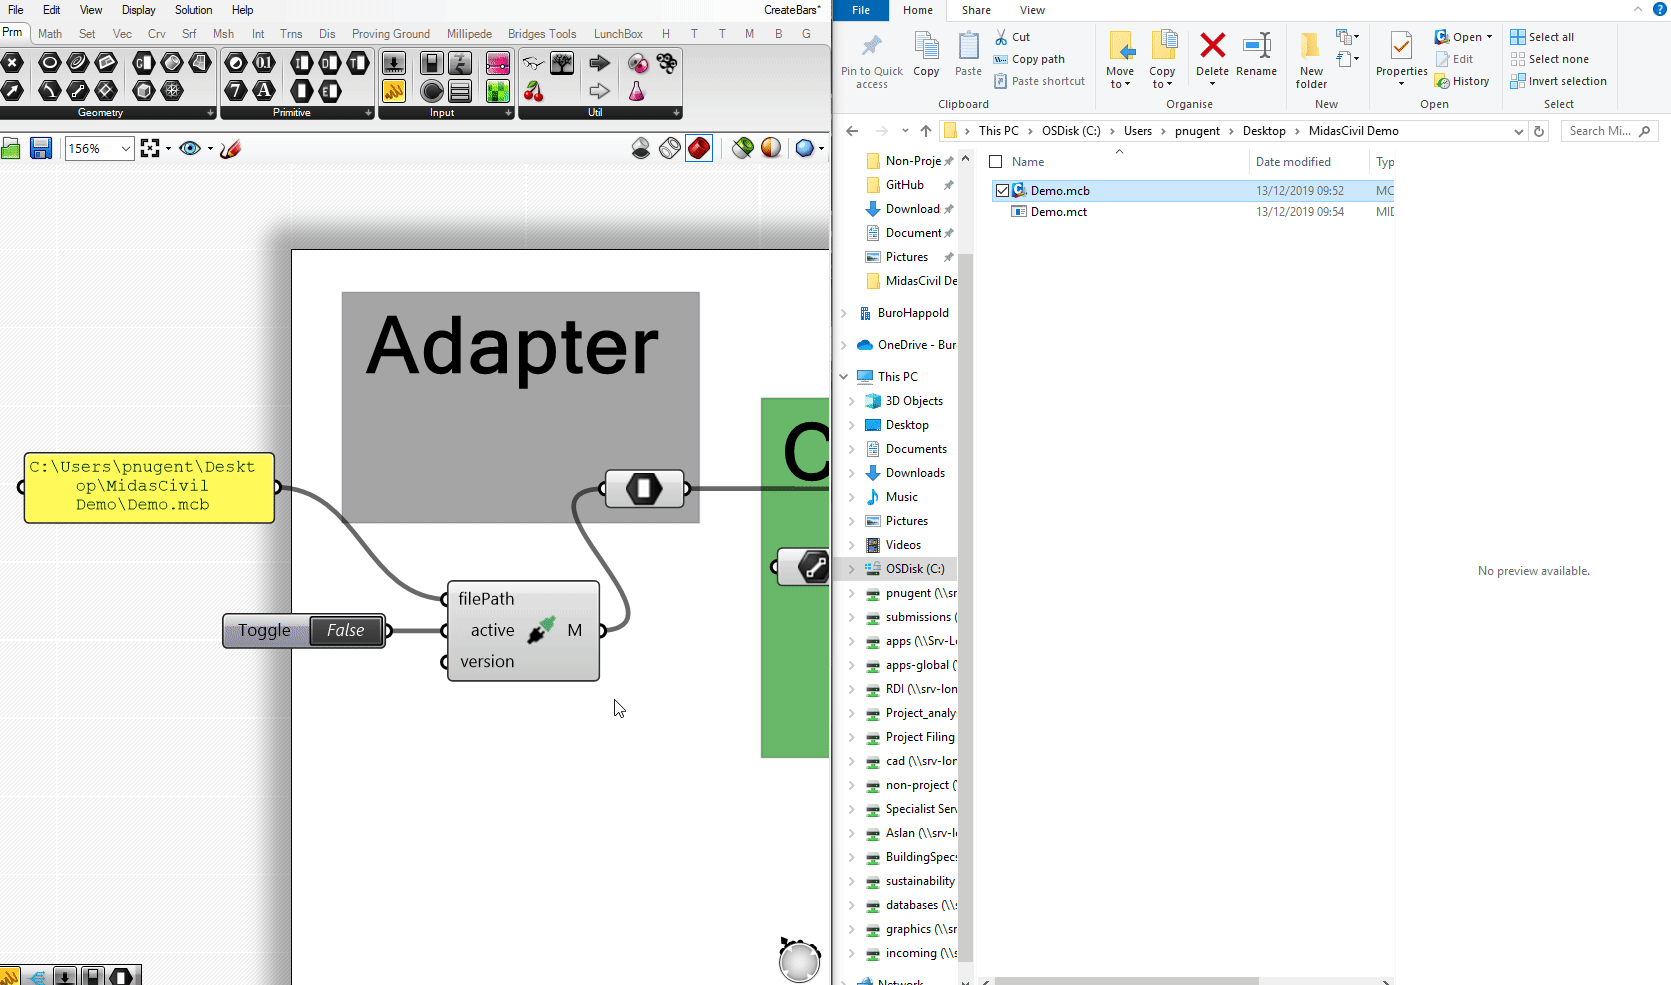 File Edit View Display Solution Help CreateBars*
Prm Math Set Vec Crv Srf Msh Int Trns Dis Proving Ground Millipede Bridges Tools LunchBox H T T M B G
Geometry Primitive Input Util
156%
Adapter
C
C:\Users\pnugent\Deskt
op\MidasCivil
Demo\Demo.mcb
filePath
Toggle False active M
version
File Home Share View
Pin to Quick access
Copy
Paste
Cut
Copy path
Paste shortcut
Clipboard
Move to
Copy to
Delete
Rename
Organise
New folder
New
Properties
Open
Edit
History
Open
Select all
Select none
Invert selection
Select
This PC > OSDisk (C:) > Users > pnugent > Desktop > MidasCivil Demo
Search Mi...
Name Date modified Typ
Demo.mcb 13/12/2019 09:52 MC
Demo.mct 13/12/2019 09:54 MID
No preview available.
Non-Proje
GitHub
Download
Document
Pictures
MidasCivil De
BuroHappold
OneDrive - Bur
This PC
3D Objects
Desktop
Documents
Downloads
Music
Pictures
Videos
OSDisk (C:)
pnugent (\\sr
submissions (
apps (\\Srv-L
apps-global (
RDI (\\srv-lon
Project_analy
Project Filing
cad (\\srv-lor
non-project (
Specialist Serv
Aslan (\\srv-l
BuildingSpecs
sustainability
databases (\\
graphics (\\sr
incoming (\\s
Network